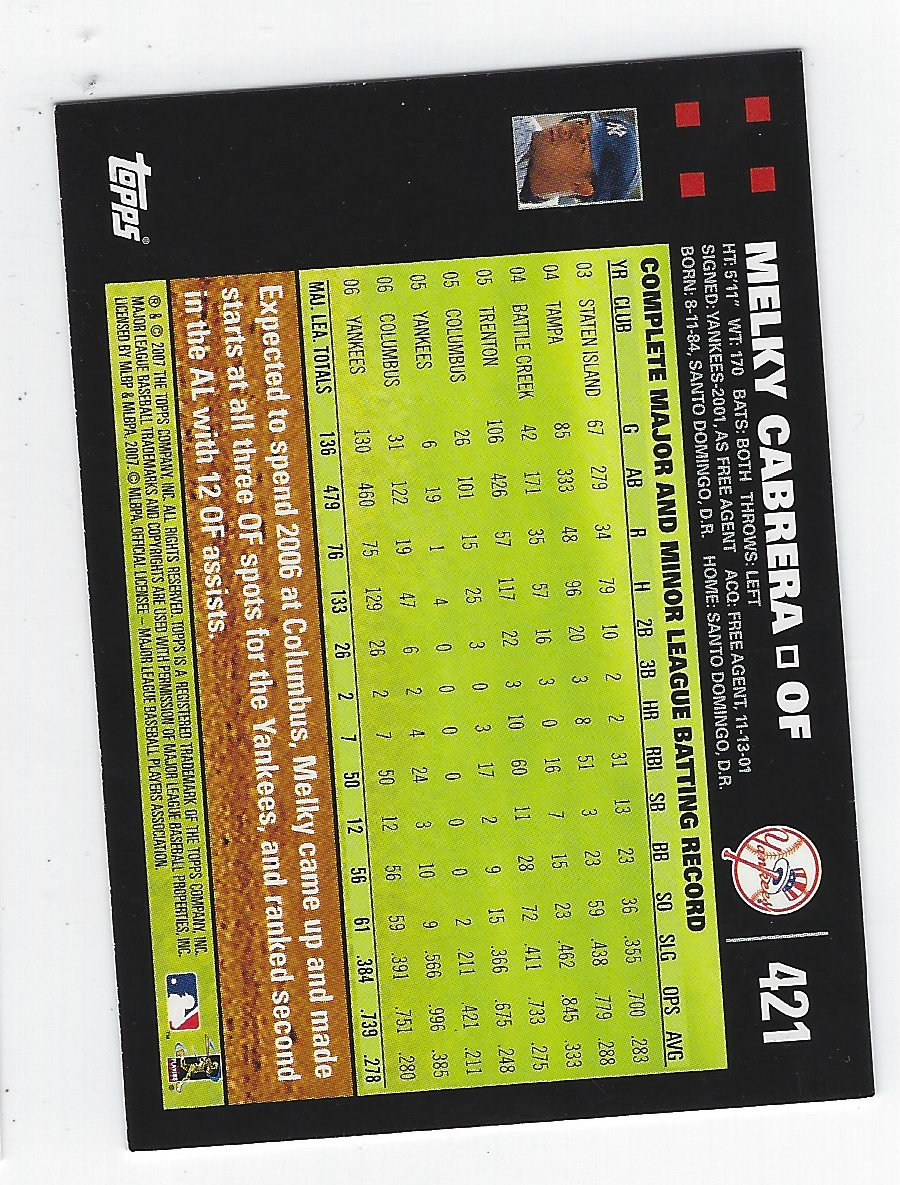 MELKY CABRERA □ OF
421
HT: 5'11" WT: 170 BATS: BOTH THROWS: LEFT
SIGNED: YANKEES-2001, AS FREE AGENT ACQ: FREE AGENT, 11-13-01
BORN: 8-11-84, SANTO DOMINGO, D.R. HOME: SANTO DOMINGO, D.R.
Yankees
COMPLETE MAJOR AND MINOR LEAGUE BATTING RECORD
YR CLUB G AB R H 2B 3B HR RBI SB BB SO SLG OPS AVG
03 STATEN ISLAND 67 279 34 79 10 2 2 31 13 23 36 .355 .700 .283
04 TAMPA 85 333 48 96 20 3 8 51 3 23 59 .438 .779 .288
04 BATTLE CREEK 42 171 35 57 16 3 0 16 7 15 23 .462 .845 .333
05 TRENTON 106 426 57 117 22 3 10 60 11 28 72 .411 .733 .275
05 COLUMBUS 26 101 15 25 3 0 3 17 2 9 15 .366 .675 .248
05 YANKEES 6 19 1 4 0 0 0 0 0 0 2 .211 .421 .211
06 COLUMBUS 31 122 19 47 6 2 4 24 3 10 9 .566 .996 .385
06 YANKEES 130 460 75 129 26 2 7 50 12 56 59 .391 .751 .280
MAJ. LEA. TOTALS 136 479 76 133 26 2 7 50 12 56 61 .384 .739 .278
Expected to spend 2006 at Columbus, Melky came up and made
starts at all three OF spots for the Yankees, and ranked second
in the AL with 12 OF assists.
topps®
® & © 2007 THE TOPPS COMPANY, INC. ALL RIGHTS RESERVED. TOPPS IS A REGISTERED TRADEMARK OF THE TOPPS COMPANY, INC.
MAJOR LEAGUE BASEBALL TRADEMARKS AND COPYRIGHTS ARE USED WITH PERMISSION OF MAJOR LEAGUE BASEBALL PROPERTIES, INC.
LICENSED BY MLBP & MLBPA, 2007. © MLBPA, OFFICIAL LICENSEE – MAJOR LEAGUE BASEBALL PLAYERS ASSOCIATION.